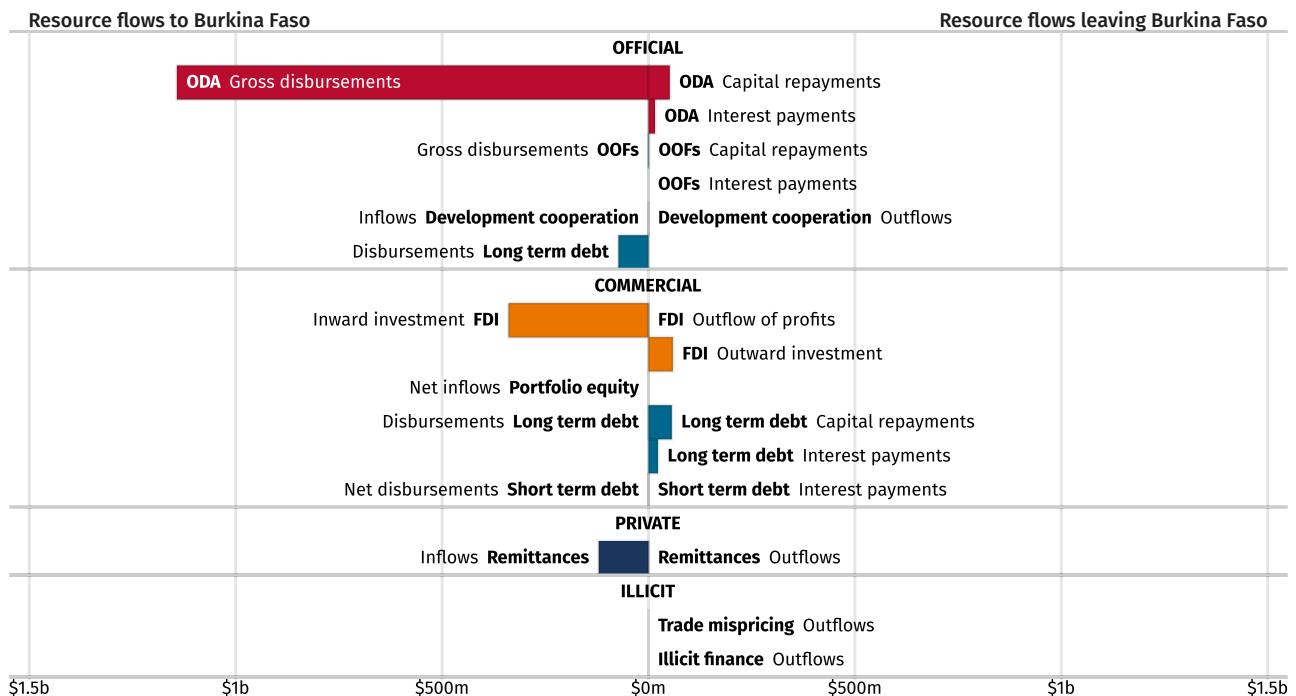 Resource flows to Burkina Faso Resource flows leaving Burkina Faso
OFFICIAL
ODA Gross disbursements ODA Capital repayments
ODA Interest payments
Gross disbursements OOFs OOFs Capital repayments
OOFs Interest payments
Inflows Development cooperation Development cooperation Outflows
Disbursements Long term debt
COMMERCIAL
Inward investment FDI FDI Outflow of profits
FDI Outward investment
Net inflows Portfolio equity
Disbursements Long term debt Long term debt Capital repayments
Long term debt Interest payments
Net disbursements Short term debt Short term debt Interest payments
PRIVATE
Inflows Remittances Remittances Outflows
ILLICIT
Trade mispricing Outflows
Illicit finance Outflows
$1.5b $1b $500m $0m $500m $1b $1.5b